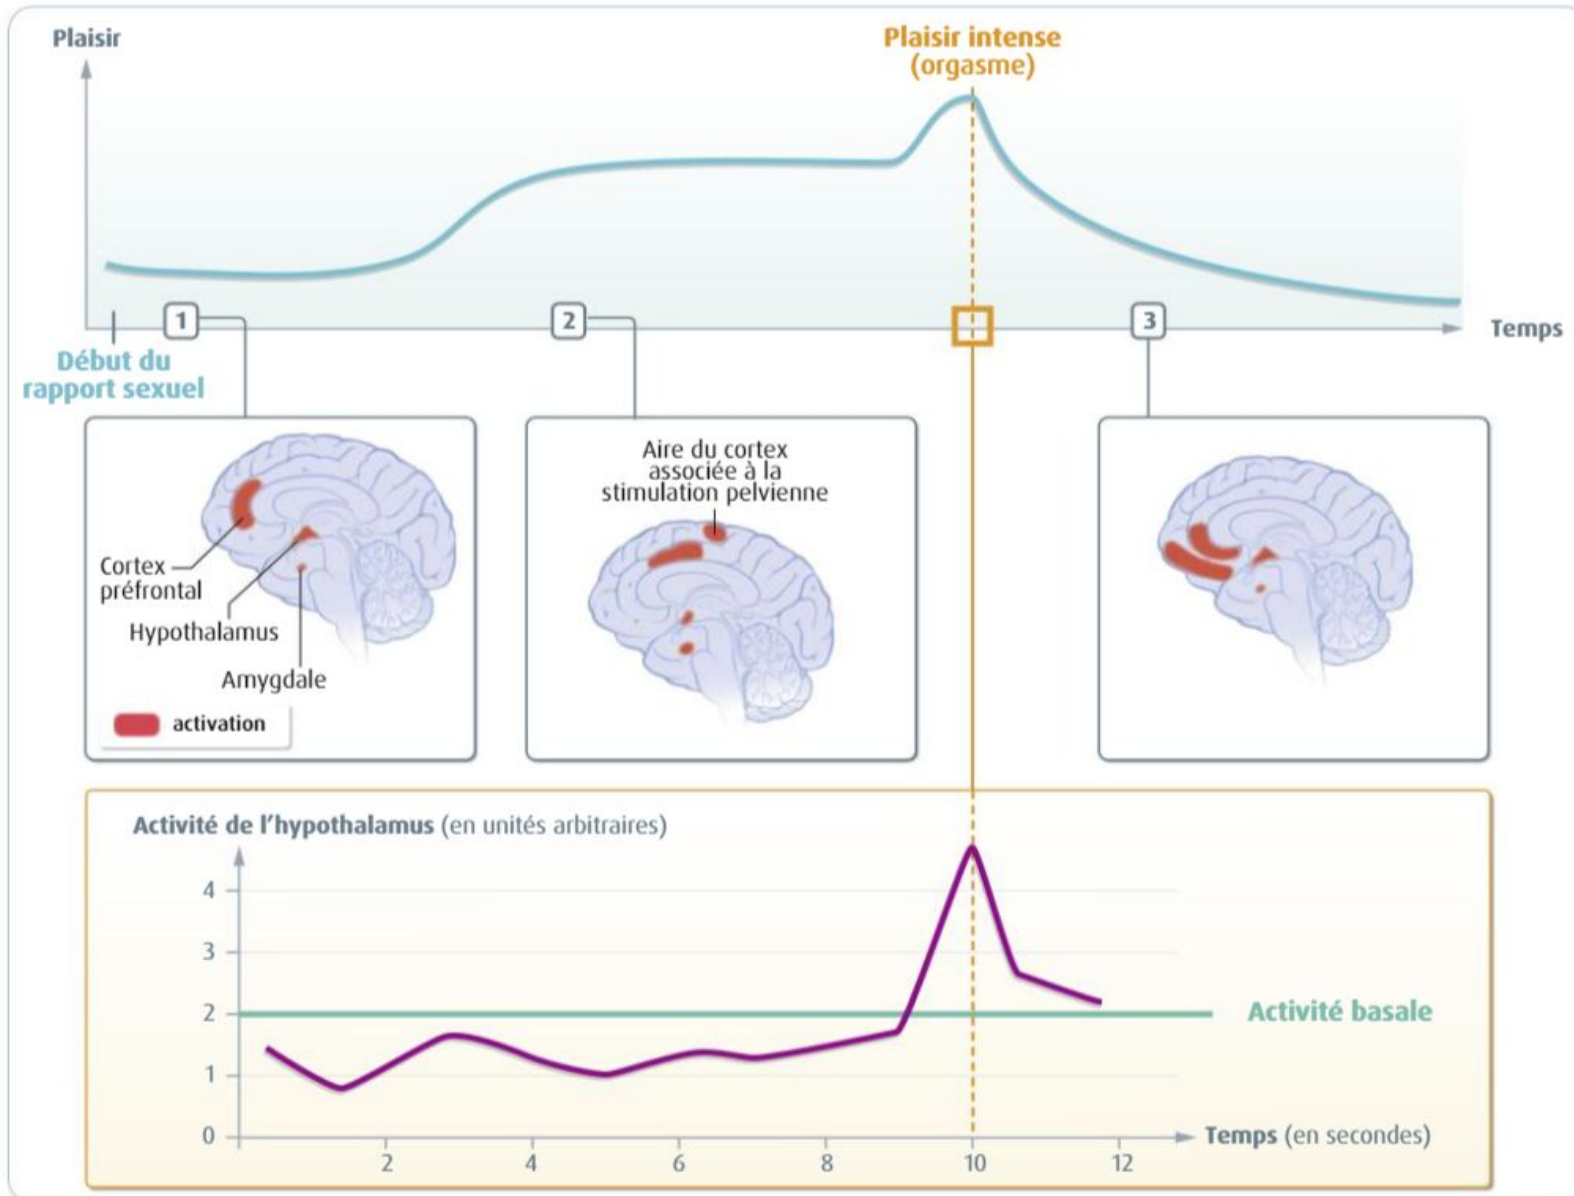 Plaisir
Plaisir intense
(orgasme)
1
2
3
Temps
Début du
rapport sexuel
Cortex
préfrontal
Hypothalamus
Amygdale
activation
Aire du cortex
associée à la
stimulation pelvienne
Activité de l'hypothalamus (en unités arbitraires)
4
3
2
1
0
Activité basale
2
4
6
8
10
12
Temps (en secondes)